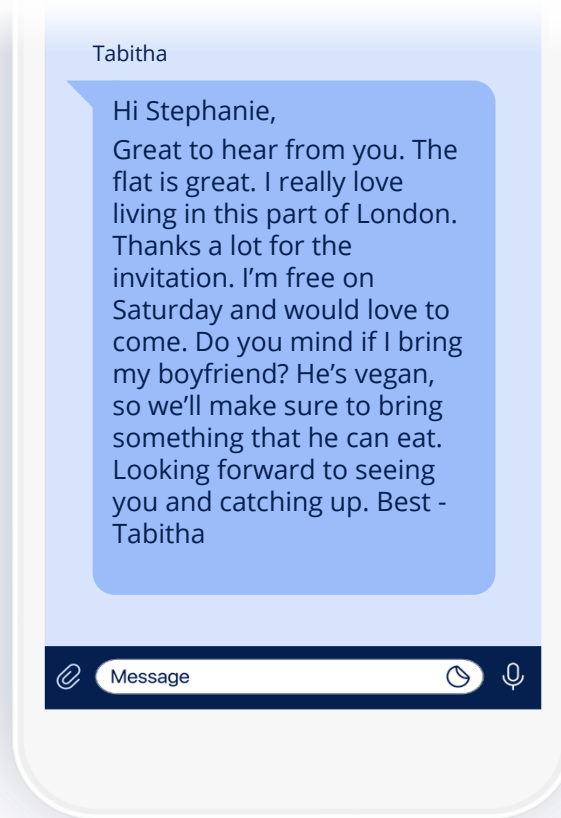 Tabitha
Hi Stephanie,
Great to hear from you. The
flat is great. I really love
living in this part of London.
Thanks a lot for the
invitation. I’m free on
Saturday and would love to
come. Do you mind if I bring
my boyfriend? He’s vegan,
so we’ll make sure to bring
something that he can eat.
Looking forward to seeing
you and catching up. Best -
Tabitha
Message